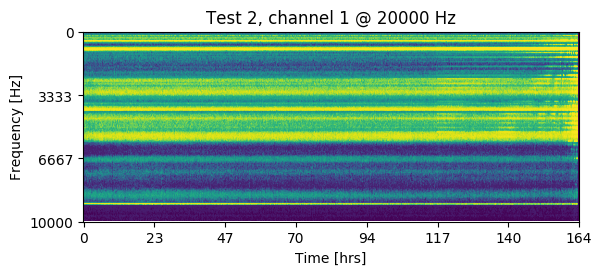 Test 2, channel 1 @ 20000 Hz
Frequency [Hz]
0
3333
6667
10000
0 23 47 70 94 117 140 164
Time [hrs]